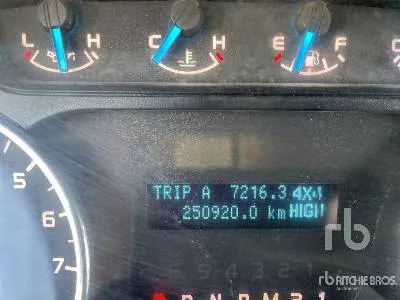 L H C H E F
TRIP A 7216.3 4X4
250920.0 km HIGH
5
6
7
rb
RITCHIE BROS.